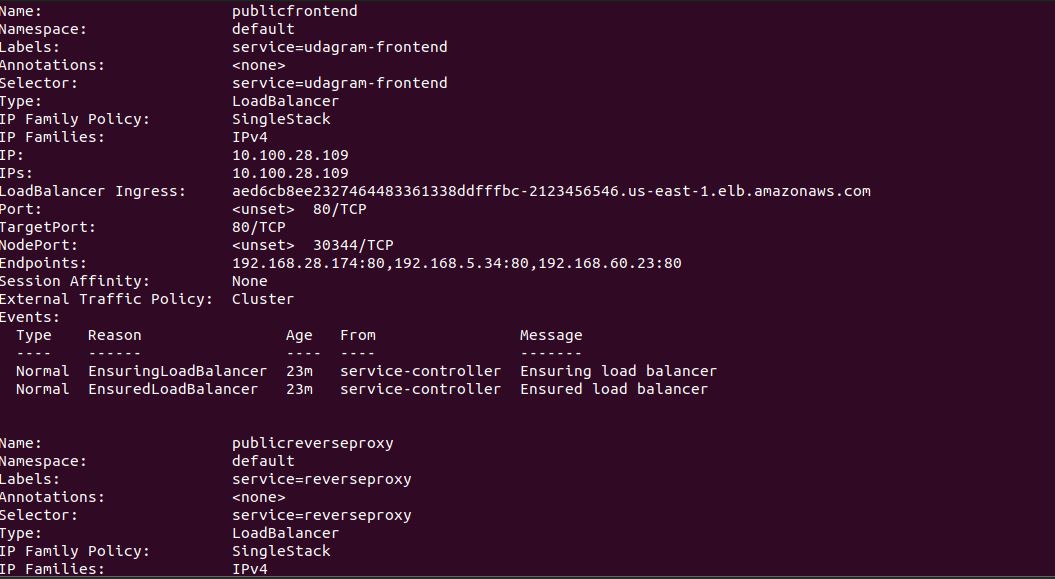 Name: publicfrontend
Namespace: default
Labels: service=udagram-frontend
Annotations: <none>
Selector: service=udagram-frontend
Type: LoadBalancer
IP Family Policy: SingleStack
IP Families: IPv4
IP: 10.100.28.109
IPs: 10.100.28.109
LoadBalancer Ingress: aed6cb8ee2327464483361338ddfffbc-2123456546.us-east-1.elb.amazonaws.com
Port: <unset> 80/TCP
TargetPort: 80/TCP
NodePort: <unset> 30344/TCP
Endpoints: 192.168.28.174:80,192.168.5.34:80,192.168.60.23:80
Session Affinity: None
External Traffic Policy: Cluster
Events:
Type Reason Age From Message
---- ------ ---- ---- -------
Normal EnsuringLoadBalancer 23m service-controller Ensuring load balancer
Normal EnsuredLoadBalancer 23m service-controller Ensured load balancer
Name: publicreverseproxy
Namespace: default
Labels: service=reverseproxy
Annotations: <none>
Selector: service=reverseproxy
Type: LoadBalancer
IP Family Policy: SingleStack
IP Families: IPv4